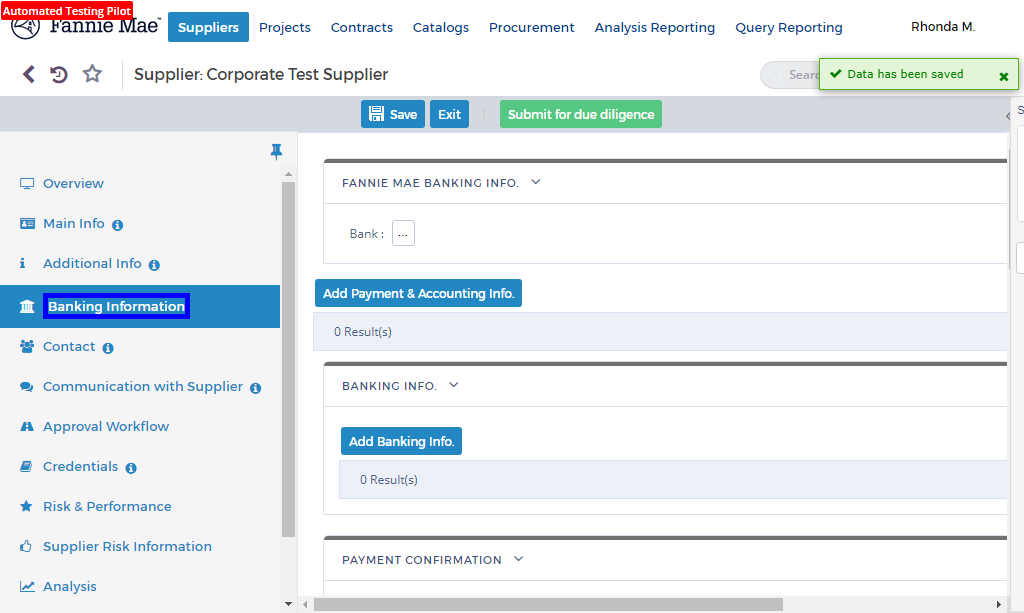 Automated Testing Pilot
Fannie Mae
Suppliers
Projects
Contracts
Catalogs
Procurement
Analysis Reporting
Query Reporting
Rhonda M.
Supplier: Corporate Test Supplier
Searc
Data has been saved
Save
Exit
Submit for due diligence
Overview
Main Info
Additional Info
Banking Information
Contact
Communication with Supplier
Approval Workflow
Credentials
Risk & Performance
Supplier Risk Information
Analysis
FANNIE MAE BANKING INFO.
Bank :
...
Add Payment & Accounting Info.
0 Result(s)
BANKING INFO.
Add Banking Info.
0 Result(s)
PAYMENT CONFIRMATION